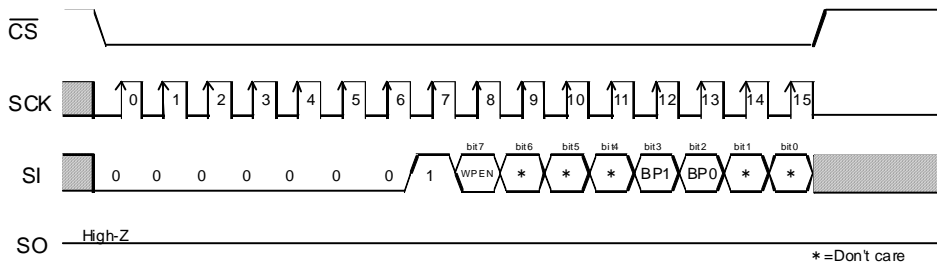 CS
SCK 0 1 2 3 4 5 6 7 8 9 10 11 12 13 14 15
bit7 bit6 bit5 bit4 bit3 bit2 bit1 bit0
SI 0 0 0 0 0 0 0 1 WPEN * * * BP1 BP0 * *
High-Z
SO
*=Don't care